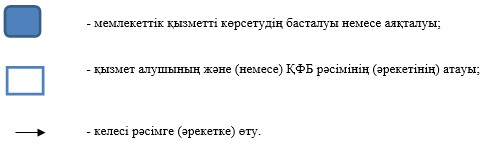 - мемлекеттік қызметті көрсетудің басталуы немесе аяқталуы;
- қызмет алушының және (немесе) ҚФБ рәсімінің (әрекетінің) атауы;
- келесі рәсімге (әрекетке) өту.